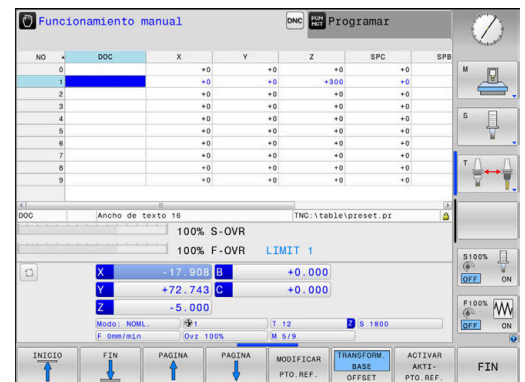 Funcionamiento manual DNC PGM MGT Programar
NO DOC X Y Z SPC SPB
0 +0 +0 +0 +0
1 +0 +0 +300 +0
2 +0 +0 +0 +0
3 +0 +0 +0 +0
4 +0 +0 +0 +0
5 +0 +0 +0 +0
6 +0 +0 +0 +0
7 +0 +0 +0 +0
8 +0 +0 +0 +0
9 +0 +0 +0 +0
DOC Ancho de texto 16 TNC:\table\preset.pr
100% S-OVR
100% F-OVR LIMIT 1
X -17.908 B +0.000
Y +72.743 C +0.000
Z -5.000
Modo: NOML. 1 T 12 Z S 1800
F 0mm/min Ovr 100% M 5/9
M
S
T
S100%
OFF ON
F100%
OFF ON
INICIO
FIN
PAGINA
PAGINA
MODIFICAR
PTO.REF.
TRANSFORM.
BASE
OFFSET
ACTIVAR
AKTI-
PTO.REF.
FIN